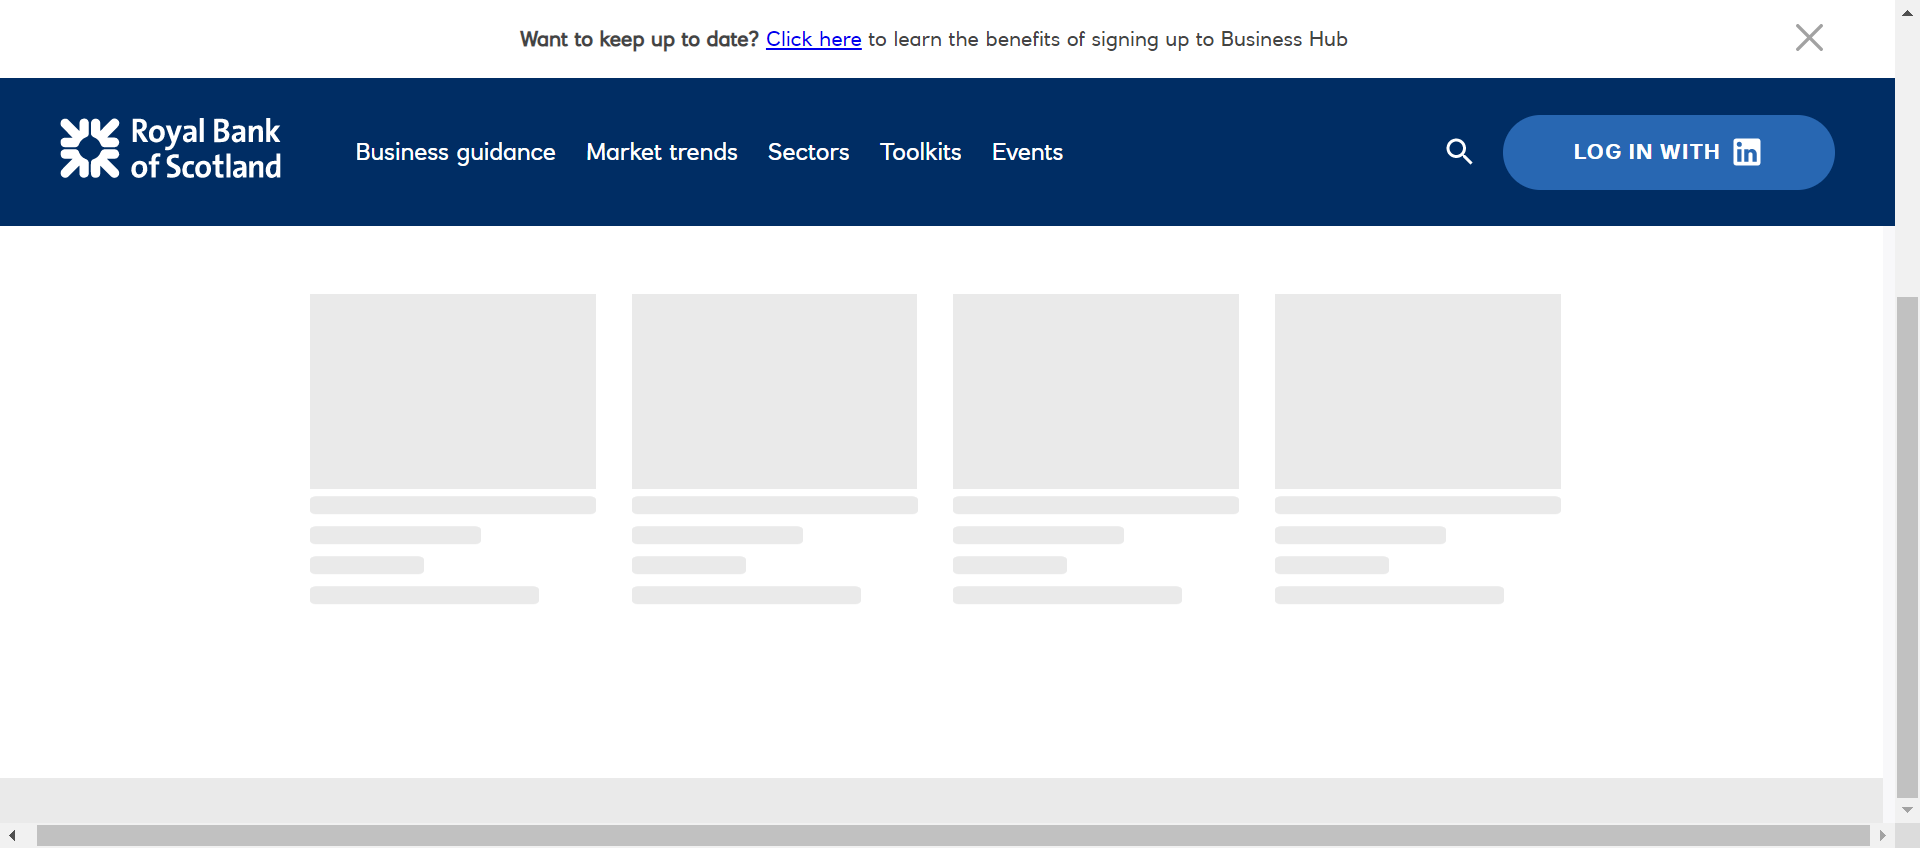 Want to keep up to date? Click here to learn the benefits of signing up to Business Hub
Royal Bank
of Scotland
Business guidance Market trends Sectors Toolkits Events
LOG IN WITH in